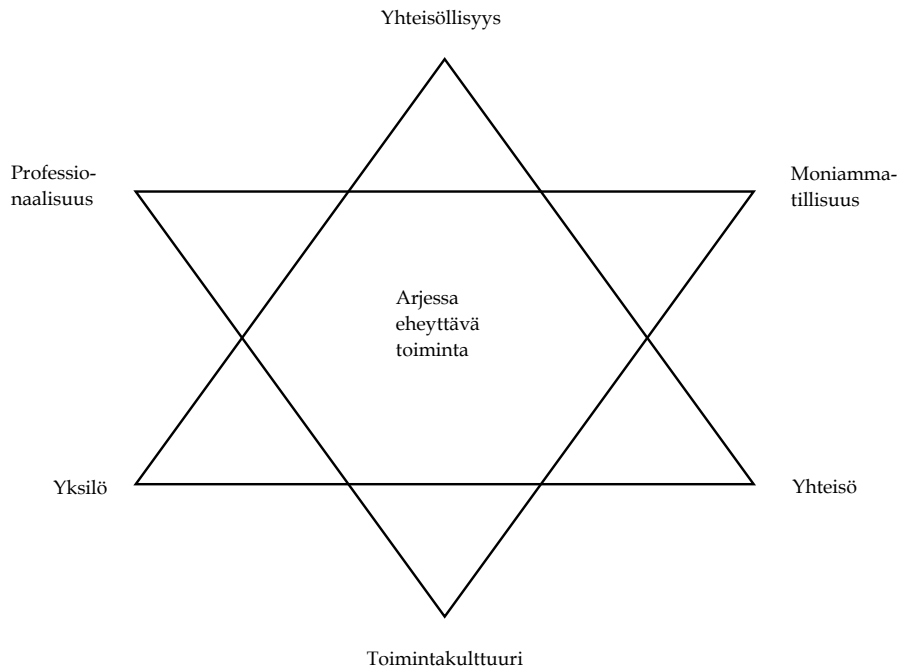 Yhteisöllisyys
Professio-
naalisuus
Moniamma-
tillisuus
Arjessa
eheyttävä
toiminta
Yksilö
Yhteisö
Toimintakulttuuri